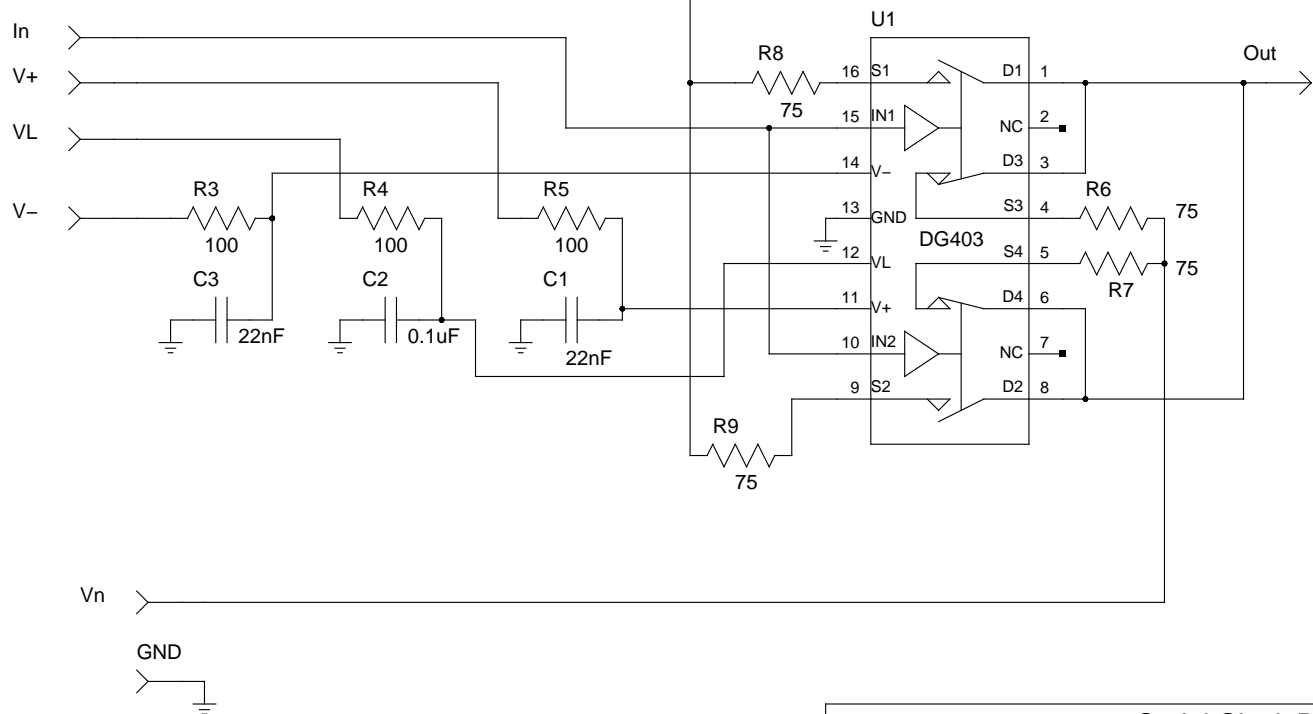 U1
In
R8
Out
V+
16 S1 D1 1
75
15 IN1
NC 2
VL
14 V− D3 3
R3 R4 R5
R6
V−
13 GND S3 4
75
100 100 100
DG403
12 VL S4 5
75
C3 C2 C1
R7
11 V+ D4 6
22nF 0.1uF
22nF
10 IN2 NC 7
9 S2 D2 8
R9
75
Vn
GND